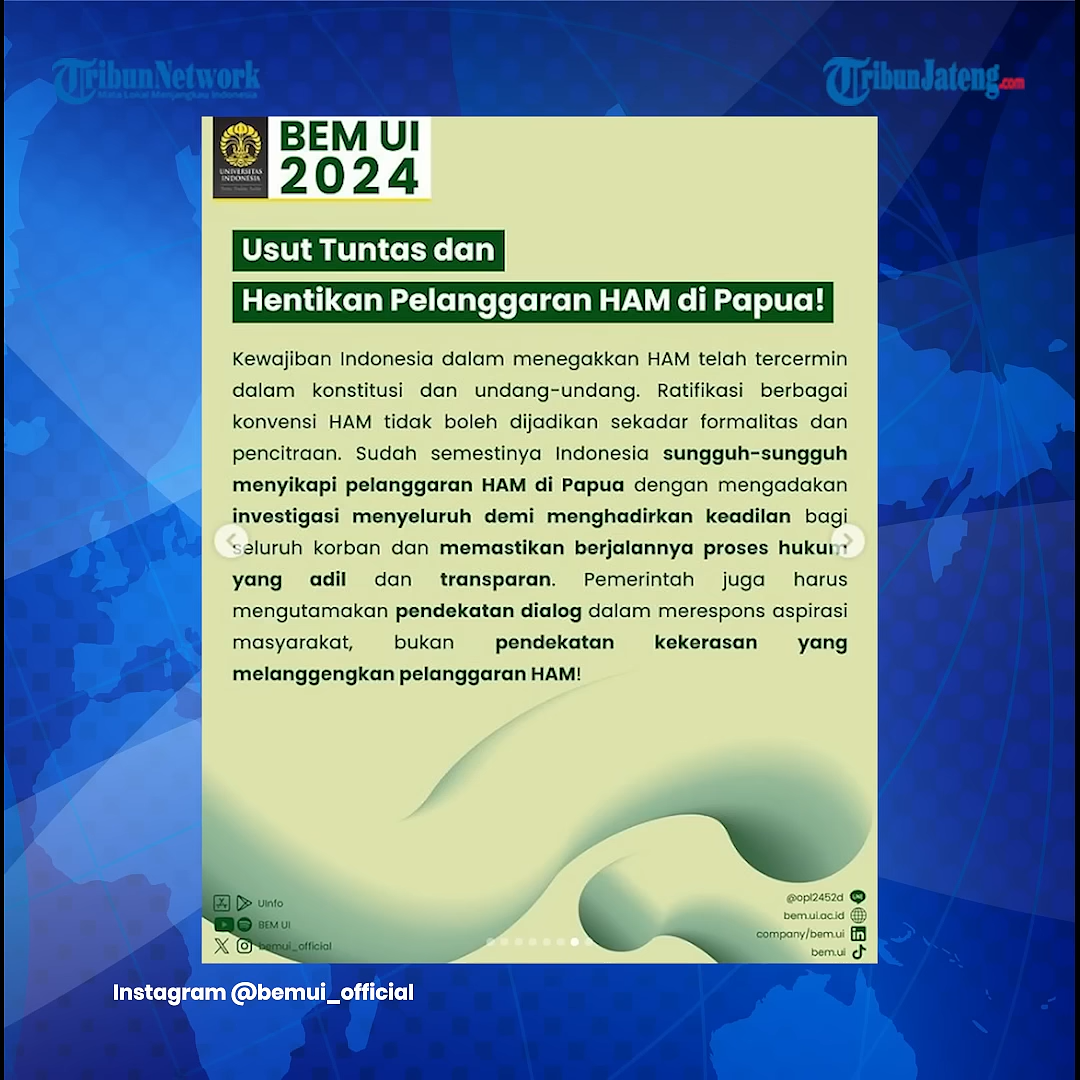 TribunNetwork
Mata Lokal Menjangkau Indonesia
TribunJateng.com
UNIVERSITAS
INDONESIA
BEM UI
2024
Usut Tuntas dan
Hentikan Pelanggaran HAM di Papua!
Kewajiban Indonesia dalam menegakkan HAM telah tercermin
dalam konstitusi dan undang-undang. Ratifikasi berbagai
konvensi HAM tidak boleh dijadikan sekadar formalitas dan
pencitraan. Sudah semestinya Indonesia sungguh-sungguh
menyikapi pelanggaran HAM di Papua dengan mengadakan
investigasi menyeluruh demi menghadirkan keadilan bagi
seluruh korban dan memastikan berjalannya proses hukum
yang adil dan transparan. Pemerintah juga harus
mengutamakan pendekatan dialog dalam merespons aspirasi
masyarakat, bukan pendekatan kekerasan yang
melanggengkan pelanggaran HAM!
UInfo
BEM UI
bemui_official
@opl2452d
bem.ui.ac.id
company/bem.ui
bem.ui
Instagram @bemui_official